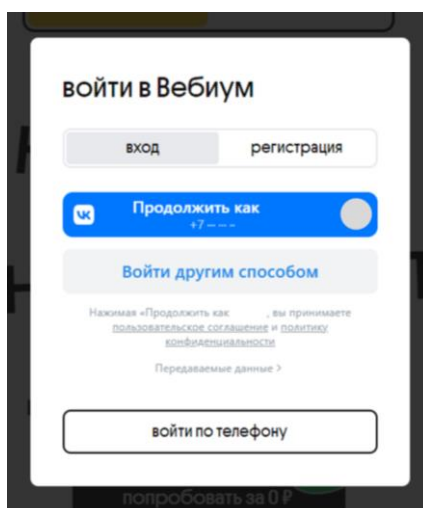 войти в Вебиум
вход
регистрация
Продолжить как
+7 – – – –
Войти другим способом
Нажимая «Продолжить как , вы принимаете
пользовательское соглашение и политику
конфиденциальности
Передаваемые данные >
войти по телефону
попробовать за 0 ₽